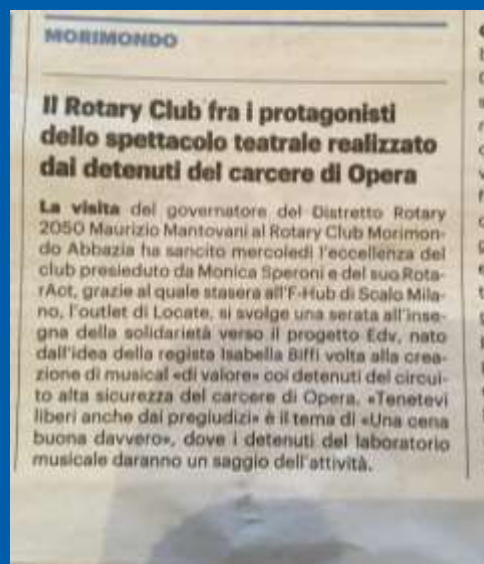 MORIMONDO
Il Rotary Club fra i protagonisti
dello spettacolo teatrale realizzato
dai detenuti del carcere di Opera
La visita del governatore del Distretto Rotary
2050 Maurizio Mantovani al Rotary Club Morimon-
do Abbazia ha sancito mercoledì l'eccellenza del
club presieduto da Monica Speroni e del suo Rota-
rAct, grazie al quale stasera all'F-Hub di Scalo Mila-
no, l'outlet di Locate, si svolge una serata all'inse-
gna della solidarietà verso il progetto Edv, nato
dall'idea della regista Isabella Biffi volta alla crea-
zione di musical «di valore» coi detenuti del circui-
to alta sicurezza del carcere di Opera. «Tenetevi
liberi anche dai pregiudizi» è il tema di «Una cena
buona davvero», dove i detenuti del laboratorio
musicale daranno un saggio dell'attività.